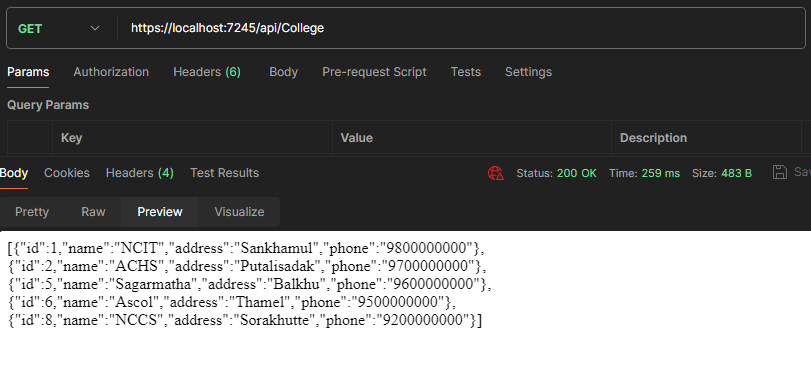 GET https://localhost:7245/api/College
Params Authorization Headers (6) Body Pre-request Script Tests Settings
Query Params
Key Value Description
Body Cookies Headers (4) Test Results Status: 200 OK Time: 259 ms Size: 483 B Sav
Pretty Raw Preview Visualize
[{"id":1,"name":"NCIT","address":"Sankhamul","phone":"9800000000"},
{"id":2,"name":"ACHS","address":"Putalisadak","phone":"9700000000"},
{"id":5,"name":"Sagarmatha","address":"Balkhu","phone":"9600000000"},
{"id":6,"name":"Ascol","address":"Thamel","phone":"9500000000"},
{"id":8,"name":"NCCS","address":"Sorakhutte","phone":"9200000000"}]